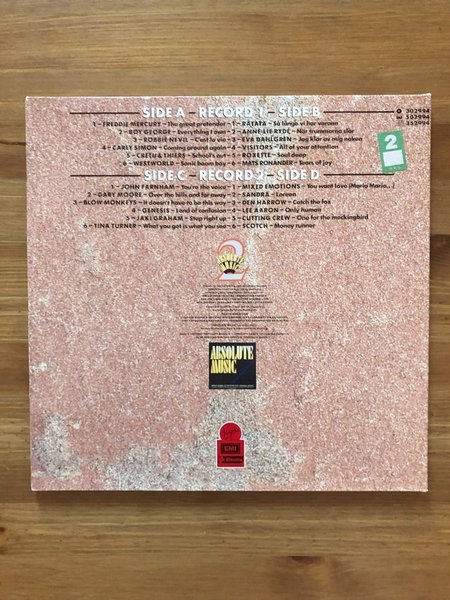 SIDE A – RECORD 1 – SIDE B
1 – FREDDIE MERCURY – The great pretender 1 – RATATA – Så länge vi har varann
2 – BOY GEORGE – Everything I own 2 – ANNE-LIE RYDE – När trummorna slår
3 – ROBBIE NEVIL – C'est la vie 3 – EVA DAHLGREN – Jag klär av mig naken
4 – CARLY SIMON – Coming around again 4 – VISITORS – All of your attention
5 – CBETU & THIERS – School's out 5 – ROXETTE – Soul deep
6 – WESTWORLD – Sonic boom boy 6 – MATS RONANDER – Tears of joy
SIDE C – RECORD 2 – SIDE D
1 – JOHN FARNHAM – You're the voice 1 – MIXED EMOTIONS – You want love (Maria Maria...)
2 – GARY MOORE – Over the hills and far away 2 – SANDRA – Loreen
3 – BLOW MONKEYS – It doesn't have to be this way 3 – DEN HARROW – Catch the fox
4 – GENESIS – Land of confusion 4 – LEE AARON – Only human
5 – JAKI GRAHAM – Step right up 5 – CUTTING CREW – One for the mockingbird
6 – TINA TURNER – What you get is what you see 6 – SCOTCH – Money runner
302994
502994
352994
2
2
ABSOLUTE
MUSIC
Virgin
EMI